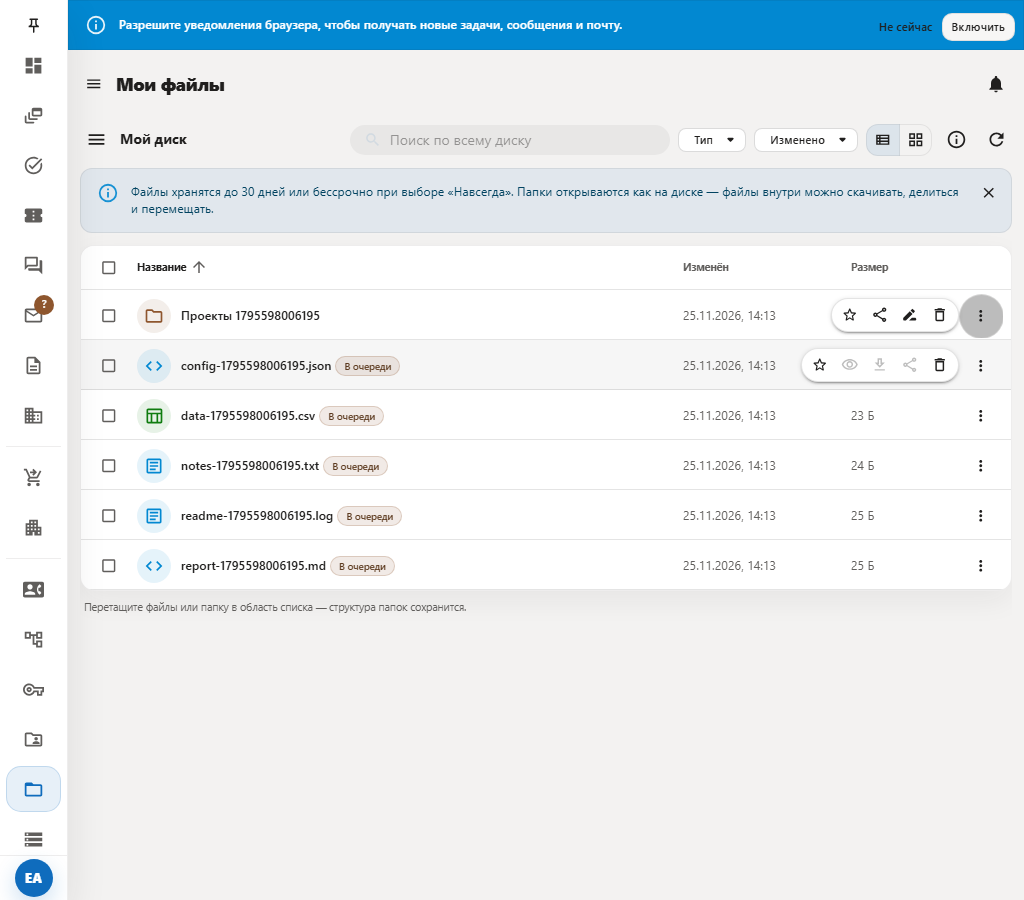 Разрешите уведомления браузера, чтобы получать новые задачи, сообщения и почту.
Не сейчас
Включить
Мои файлы
Мой диск
Поиск по всему диску
Тип
Изменено
Файлы хранятся до 30 дней или бессрочно при выборе «Навсегда». Папки открываются как на диске — файлы внутри можно скачивать, делиться
и перемещать.
Название
Изменён
Размер
Проекты 1795598006195
25.11.2026, 14:13
config-1795598006195.json
В очереди
25.11.2026, 14:13
data-1795598006195.csv
В очереди
25.11.2026, 14:13
23 Б
notes-1795598006195.txt
В очереди
25.11.2026, 14:13
24 Б
readme-1795598006195.log
В очереди
25.11.2026, 14:13
25 Б
report-1795598006195.md
В очереди
25.11.2026, 14:13
25 Б
Перетащите файлы или папку в область списка — структура папок сохранится.
?
EA